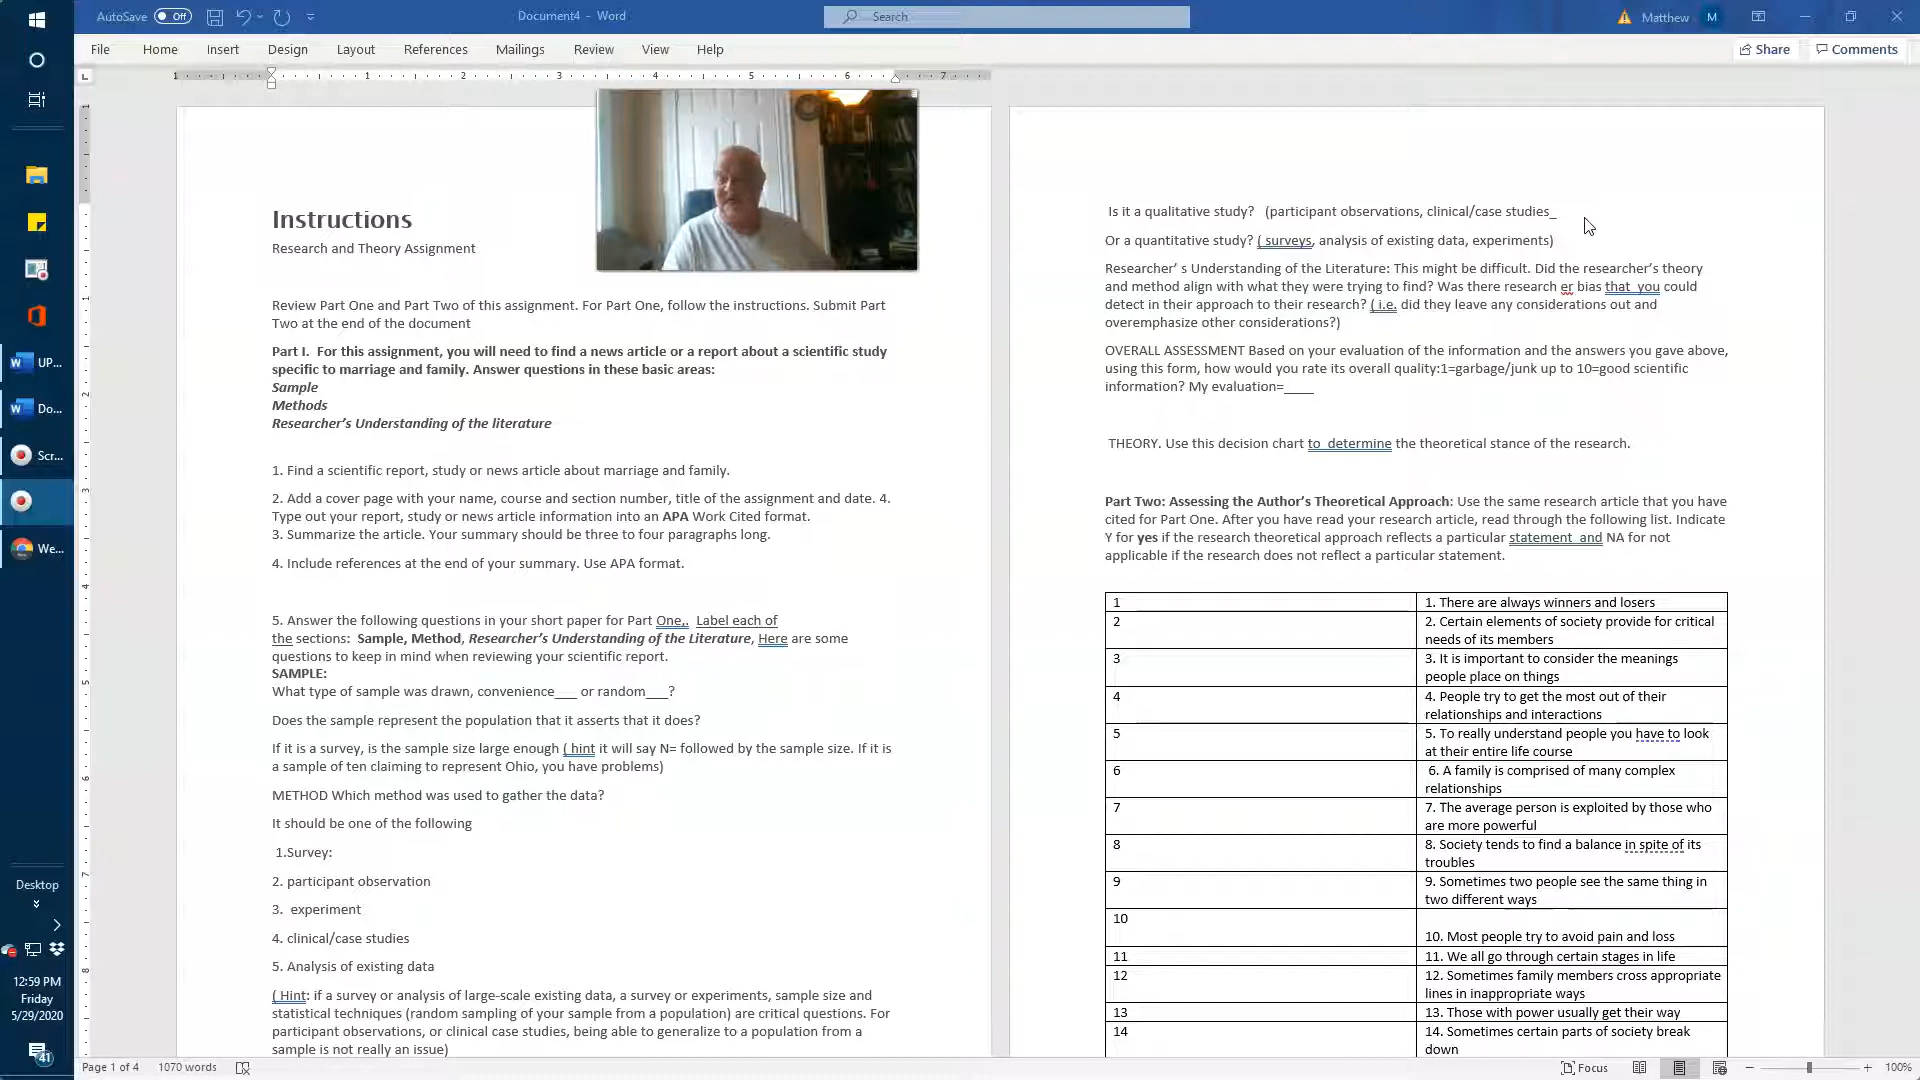 AutoSave Off
Document4 - Word
Search
Matthew M
File Home Insert Design Layout References Mailings Review View Help
Share Comments
Instructions
Research and Theory Assignment
Review Part One and Part Two of this assignment. For Part One, follow the instructions. Submit Part
Two at the end of the document
Part I. For this assignment, you will need to find a news article or a report about a scientific study
specific to marriage and family. Answer questions in these basic areas:
Sample
Methods
Researcher's Understanding of the literature
1. Find a scientific report, study or news article about marriage and family.
2. Add a cover page with your name, course and section number, title of the assignment and date. 4.
Type out your report, study or news article information into an APA Work Cited format.
3. Summarize the article. Your summary should be three to four paragraphs long.
4. Include references at the end of your summary. Use APA format.
5. Answer the following questions in your short paper for Part One,. Label each of
the sections: Sample, Method, Researcher's Understanding of the Literature, Here are some
questions to keep in mind when reviewing your scientific report.
SAMPLE:
What type of sample was drawn, convenience___ or random___?
Does the sample represent the population that it asserts that it does?
If it is a survey, is the sample size large enough ( hint it will say N= followed by the sample size. If it is
a sample of ten claiming to represent Ohio, you have problems)
METHOD Which method was used to gather the data?
It should be one of the following
1.Survey:
2. participant observation
3. experiment
4. clinical/case studies
5. Analysis of existing data
( Hint: if a survey or analysis of large-scale existing data, a survey or experiments, sample size and
statistical techniques (random sampling of your sample from a population) are critical questions. For
participant observations, or clinical case studies, being able to generalize to a population from a
sample is not really an issue)
Is it a qualitative study? (participant observations, clinical/case studies_
Or a quantitative study? ( surveys, analysis of existing data, experiments)
Researcher' s Understanding of the Literature: This might be difficult. Did the researcher's theory
and method align with what they were trying to find? Was there research er bias that you could
detect in their approach to their research? ( i.e. did they leave any considerations out and
overemphasize other considerations?)
OVERALL ASSESSMENT Based on your evaluation of the information and the answers you gave above,
using this form, how would you rate its overall quality:1=garbage/junk up to 10=good scientific
information? My evaluation=____
THEORY. Use this decision chart to determine the theoretical stance of the research.
Part Two: Assessing the Author's Theoretical Approach: Use the same research article that you have
cited for Part One. After you have read your research article, read through the following list. Indicate
Y for yes if the research theoretical approach reflects a particular statement and NA for not
applicable if the research does not reflect a particular statement.
1 1. There are always winners and losers
2 2. Certain elements of society provide for critical
needs of its members
3 3. It is important to consider the meanings
people place on things
4 4. People try to get the most out of their
relationships and interactions
5 5. To really understand people you have to look
at their entire life course
6 6. A family is comprised of many complex
relationships
7 7. The average person is exploited by those who
are more powerful
8 8. Society tends to find a balance in spite of its
troubles
9 9. Sometimes two people see the same thing in
two different ways
10
10. Most people try to avoid pain and loss
11 11. We all go through certain stages in life
12 12. Sometimes family members cross appropriate
lines in inappropriate ways
13 13. Those with power usually get their way
14 14. Sometimes certain parts of society break
down
UP...
Do...
Scr...
We...
Desktop
12:59 PM
Friday
5/29/2020
41
Page 1 of 4 1070 words
Focus
100%